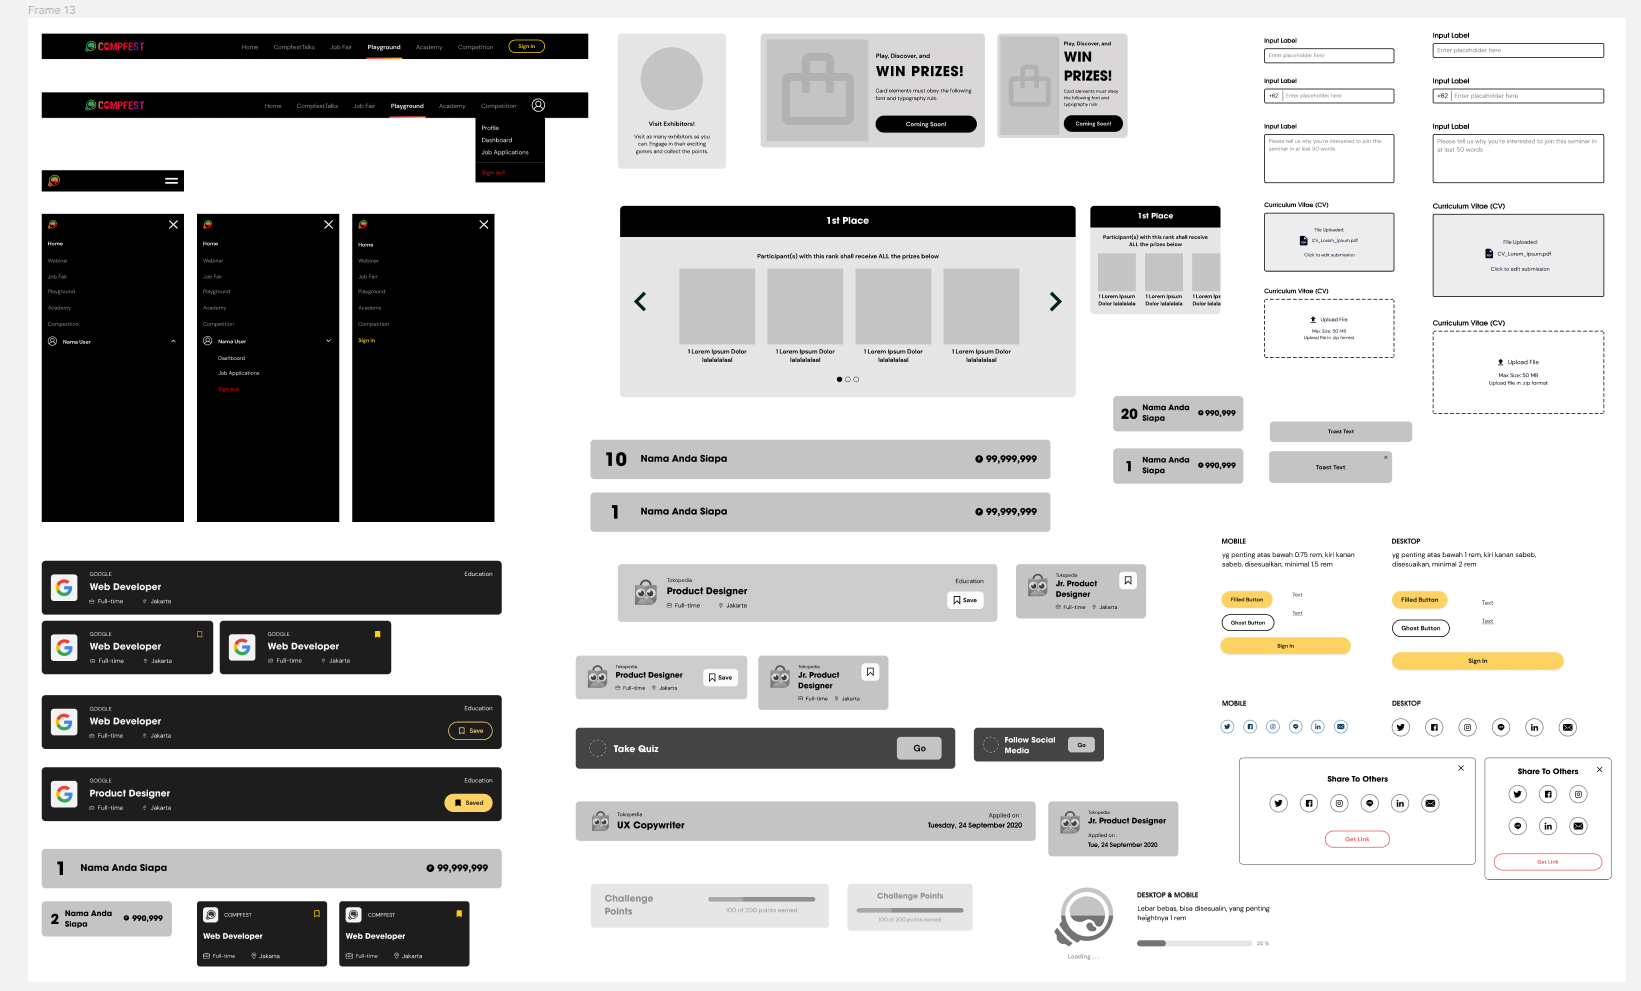 Frame 13
COMPFEST
Home
CompfestTalks
Job Fair
Playground
Academy
Competition
Sign In
COMPFEST
Home
CompfestTalks
Job Fair
Playground
Academy
Competition
Profile
Dashboard
Job Applications
Sign out
Home
Webinar
Job Fair
Playground
Academy
Competition
Nama User
Home
Webinar
Job Fair
Playground
Academy
Competition
Nama User
Dashboard
Job Applications
Sign out
Home
Webinar
Job Fair
Playground
Academy
Competition
Sign In
GOOGLE
Web Developer
Full-time
Jakarta
Education
GOOGLE
Web Developer
Full-time
Jakarta
GOOGLE
Web Developer
Full-time
Jakarta
GOOGLE
Web Developer
Full-time
Jakarta
Education
Save
GOOGLE
Product Designer
Full-time
Jakarta
Education
Saved
1
Nama Anda Siapa
99,999,999
2
Nama Anda
Siapa
990,999
COMPFEST
Web Developer
Full-time
Jakarta
COMPFEST
Web Developer
Full-time
Jakarta
Visit Exhibitors!
Visit as many exhibitors as you
can. Engage in their exciting
games and collect the points.
Play, Discover, and
WIN PRIZES!
Card elements must obey the following
font and typography rule.
Coming Soon!
Play, Discover, and
WIN
PRIZES!
Card elements must obey
the following font and
typography rule.
Coming Soon!
1st Place
Participant(s) with this rank shall receive ALL the prizes below
1 Lorem Ipsum Dolor
lalalalalaal
1 Lorem Ipsum Dolor
lalalalalaal
1 Lorem Ipsum Dolor
lalalalalaal
1 Lorem Ipsum Dolor
lalalalalaal
1st Place
Participant(s) with this rank shall receive
ALL the prizes below
1 Lorem Ipsum
Dolor lalalalala
1 Lorem Ipsum
Dolor lalalalala
1 Lorem Ips
Dolor lalala
10
Nama Anda Siapa
99,999,999
1
Nama Anda Siapa
99,999,999
20
Nama Anda
Siapa
990,999
1
Nama Anda
Siapa
990,999
Tokopedia
Product Designer
Full-time
Jakarta
Education
Save
Tokopedia
Jr. Product
Designer
Full-time
Jakarta
Tokopedia
Product Designer
Full-time
Jakarta
Save
Tokopedia
Jr. Product
Designer
Full-time
Jakarta
Take Quiz
Go
Follow Social
Media
Go
Tokopedia
UX Copywriter
Applied on :
Tuesday, 24 September 2020
Tokopedia
Jr. Product Designer
Applied on :
Tue, 24 September 2020
Challenge
Points
100 of 200 points earned
Challenge Points
100 of 200 points earned
Loading . . .
DESKTOP & MOBILE
Lebar bebas, bisa disesuaiin, yang penting
heightnya 1 rem
25 %
Input Label
Enter placeholder here
Input Label
+62
Enter placeholder here
Input Label
Please tell us why you're interested to join this
seminar in at least 50 words
Curriculum Vitae (CV)
File Uploaded:
CV_Lorem_Ipsum.pdf
Click to edit submission
Curriculum Vitae (CV)
Upload File
Max Size: 50 MB
Upload file in .zip format
Input Label
Enter placeholder here
Input Label
+62
Enter placeholder here
Input Label
Please tell us why you're interested to join this seminar in
at leat 50 words
Curriculum Vitae (CV)
File Uploaded:
CV_Lorem_Ipsum.pdf
Click to edit submission
Curriculum Vitae (CV)
Upload File
Max Size: 50 MB
Upload file in .zip format
Toast Text
Toast Text
MOBILE
yg penting atas bawah 0.75 rem, kiri kanan
sabeb, disesuaikan, minimal 1.5 rem
Filled Button
Text
Ghost Button
Text
Sign In
DESKTOP
yg penting atas bawah 1 rem, kiri kanan sabeb,
disesuaikan, minimal 2 rem
Filled Button
Text
Ghost Button
Text
Sign In
MOBILE
DESKTOP
Share To Others
Get Link
Share To Others
Get Link